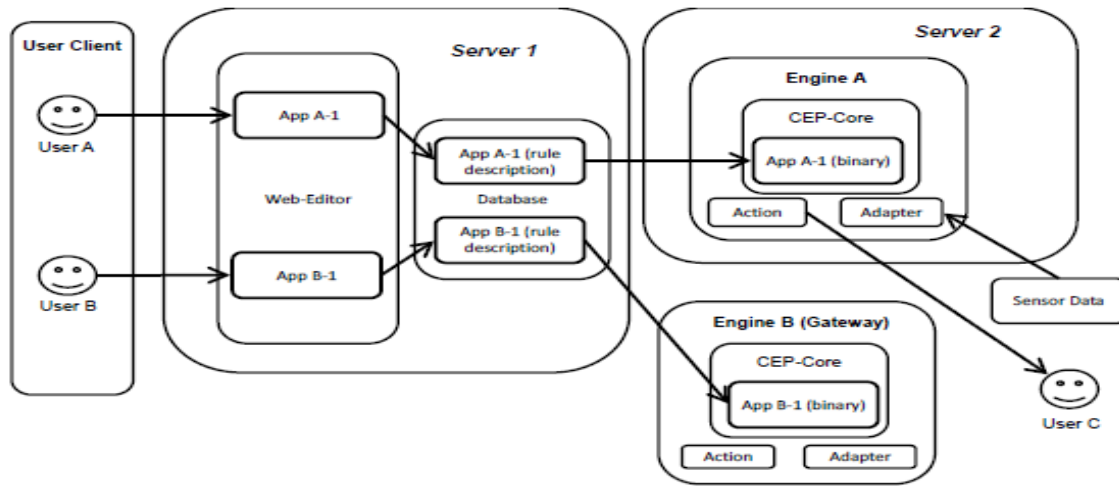 User Client
User A
User B
Server 1
App A-1
Web-Editor
App B-1
App A-1 (rule
description)
Database
App B-1 (rule
description)
Server 2
Engine A
CEP-Core
App A-1 (binary)
Action
Adapter
Sensor Data
Engine B (Gateway)
CEP-Core
App B-1 (binary)
Action
Adapter
User C